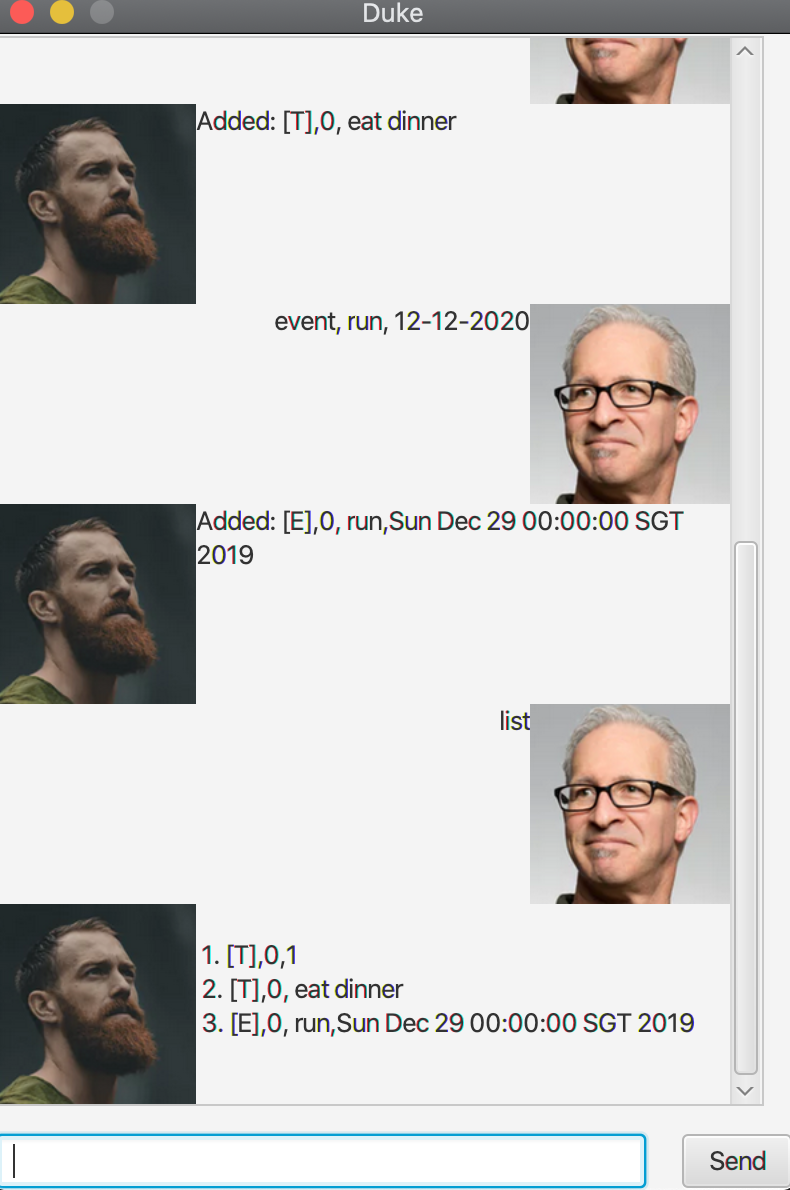 Duke
Added: [T],0, eat dinner
event, run, 12-12-2020
Added: [E],0, run,Sun Dec 29 00:00:00 SGT
2019
list
1. [T],0,1
2. [T],0, eat dinner
3. [E],0, run,Sun Dec 29 00:00:00 SGT 2019
Send